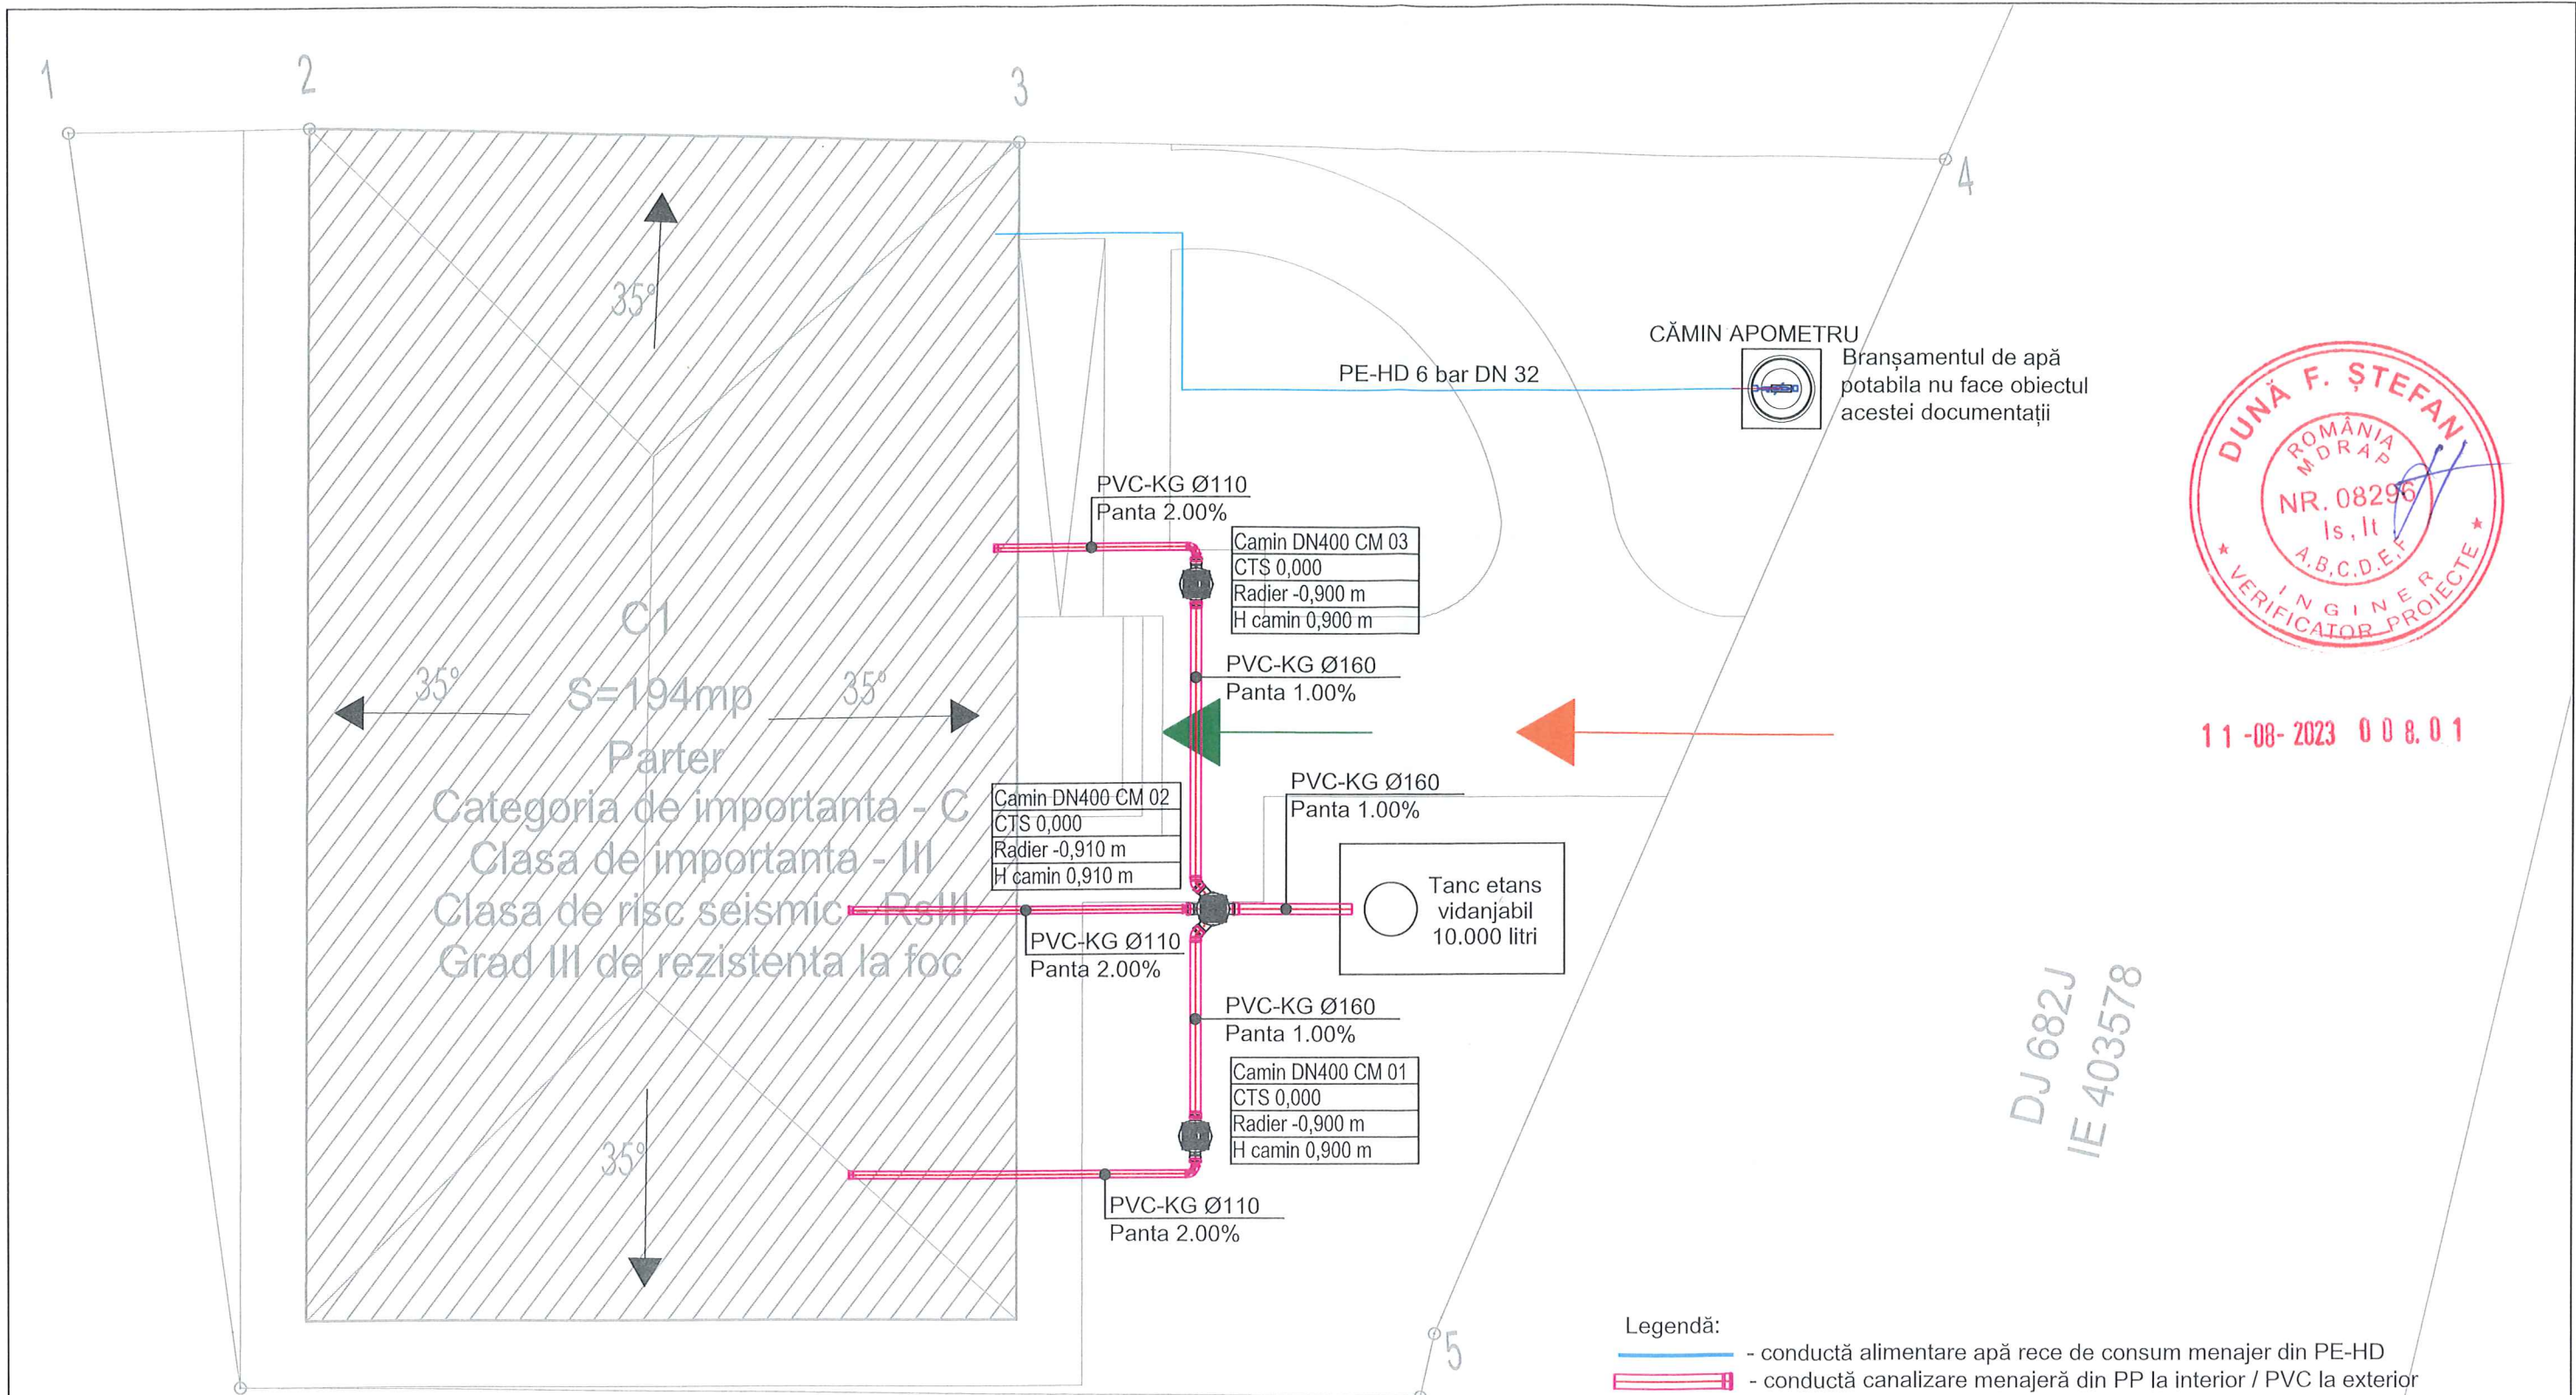 1
2
3
4
35°
CĂMIN APOMETRU
Branșamentul de apă
potabila nu face obiectul
acestei documentații
PE-HD 6 bar DN 32
DUNĂ F. ȘTEFAN
ROMÂNIA
MDRAP
NR. 08296
Is, It
A,B,C,D,E,F
INGINER
* VERIFICATOR PROIECTE *
11-08-2023 008.01
PVC-KG Ø110
Panta 2.00%
Camin DN400 CM 03
CTS 0,000
Radier -0,900 m
H camin 0,900 m
C1
S=194mp
Parter
Categoria de importanta - C
Clasa de importanta - III
Clasa de risc seismic - RsIII
Grad III de rezistenta la foc
35°
35°
PVC-KG Ø160
Panta 1.00%
Camin DN400 CM 02
CTS 0,000
Radier -0,910 m
H camin 0,910 m
PVC-KG Ø160
Panta 1.00%
Tanc etans
vidanjabil
10.000 litri
PVC-KG Ø110
Panta 2.00%
PVC-KG Ø160
Panta 1.00%
Camin DN400 CM 01
CTS 0,000
Radier -0,900 m
H camin 0,900 m
35°
PVC-KG Ø110
Panta 2.00%
DJ 682J
IE 403578
5
Legendă:
- conductă alimentare apă rece de consum menajer din PE-HD
- conductă canalizare menajeră din PP la interior / PVC la exterior